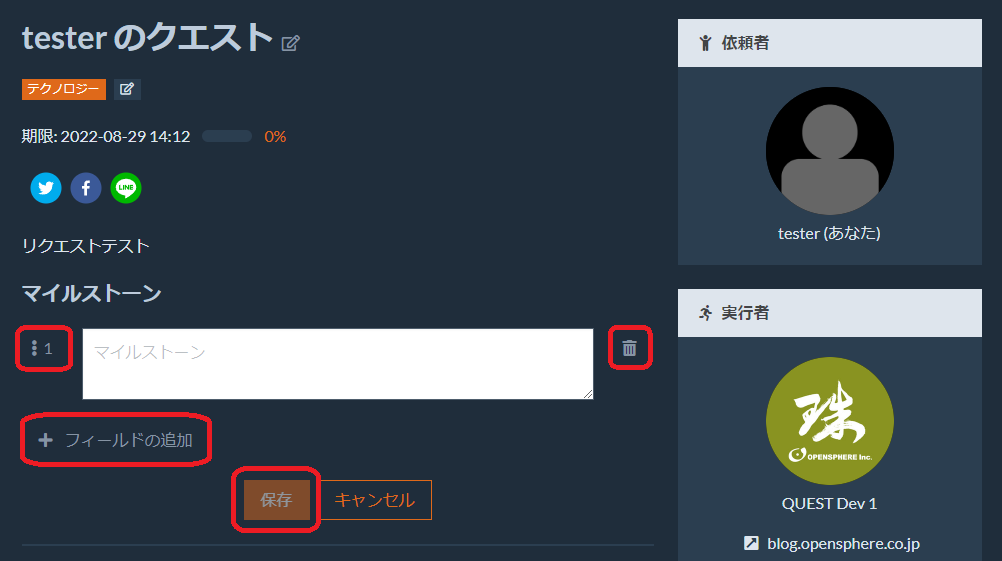 tester のクエスト
テクノロジー
期限: 2022-08-29 14:12 0%
LINE
リクエストテスト
マイルストーン
1 マイルストーン
フィールドの追加
保存 キャンセル
依頼者
tester (あなた)
実行者
珠
OPENSPHERE Inc.
QUEST Dev 1
blog.opensphere.co.jp